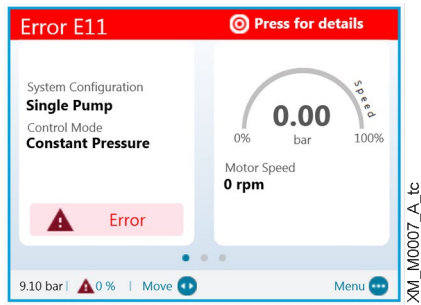 Error E11
Press for details
System Configuration
Single Pump
Control Mode
Constant Pressure
Error
Speed
0.00
0%
bar
100%
Motor Speed
0 rpm
9.10 bar | 0 % | Move
Menu
XM_M0007_A_tc